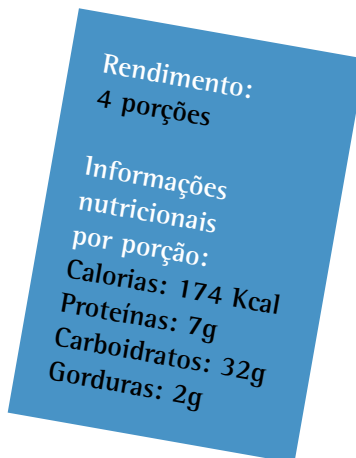 Rendimento:
4 porções
Informações
nutricionais
por porção:
Calorias: 174 Kcal
Proteínas: 7g
Carboidratos: 32g
Gorduras: 2g